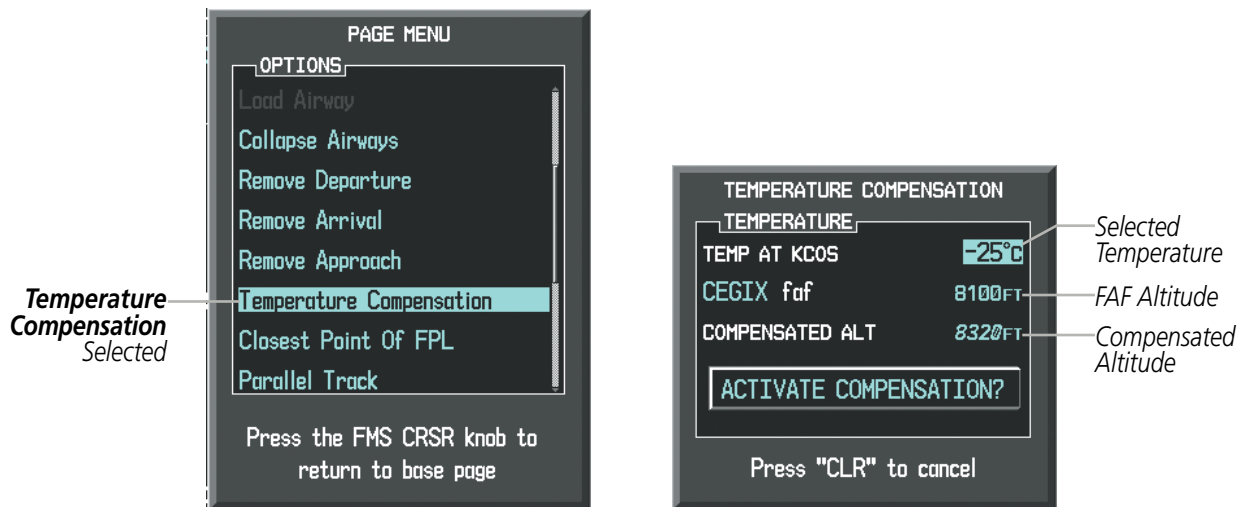 PAGE MENU
OPTIONS
Load Airway
Collapse Airways
Remove Departure
Remove Arrival
Remove Approach
Temperature Compensation
Closest Point Of FPL
Parallel Track
Press the FMS CRSR knob to
return to base page
Temperature
Compensation
Selected
TEMPERATURE COMPENSATION
TEMPERATURE
TEMP AT KCOS -25°C
CEGIX faf 8100FT
COMPENSATED ALT 8320FT
ACTIVATE COMPENSATION?
Press "CLR" to cancel
Selected
Temperature
FAF Altitude
Compensated
Altitude